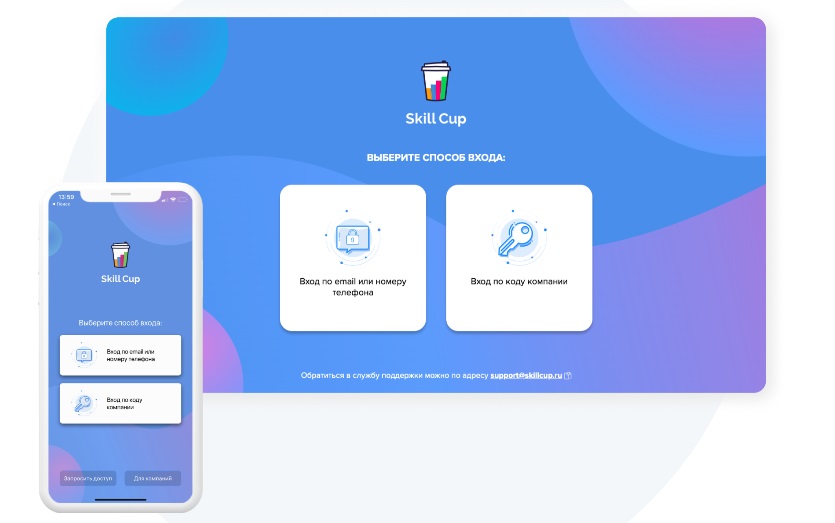 Skill Cup
ВЫБЕРИТЕ СПОСОБ ВХОДА:
Вход по email или номеру
телефона
Вход по коду компании
Обратиться в службу поддержки можно по адресу support@skillcup.ru
13:59
Поиск
Skill Cup
Выберите способ входа:
Вход по email или
номеру телефона
Вход по коду
компании
Запросить доступ
Для компаний